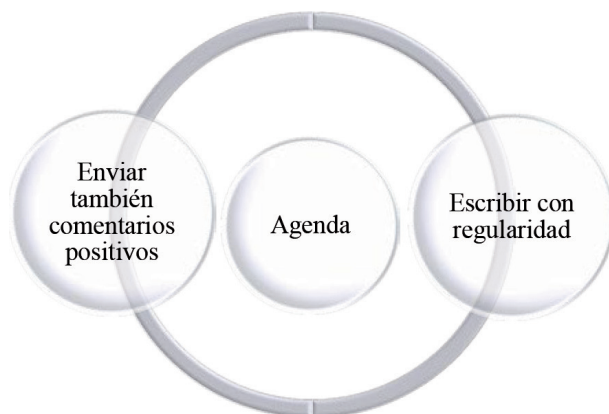 Enviar
también
comentarios
positivos
Agenda
Escribir con
regularidad